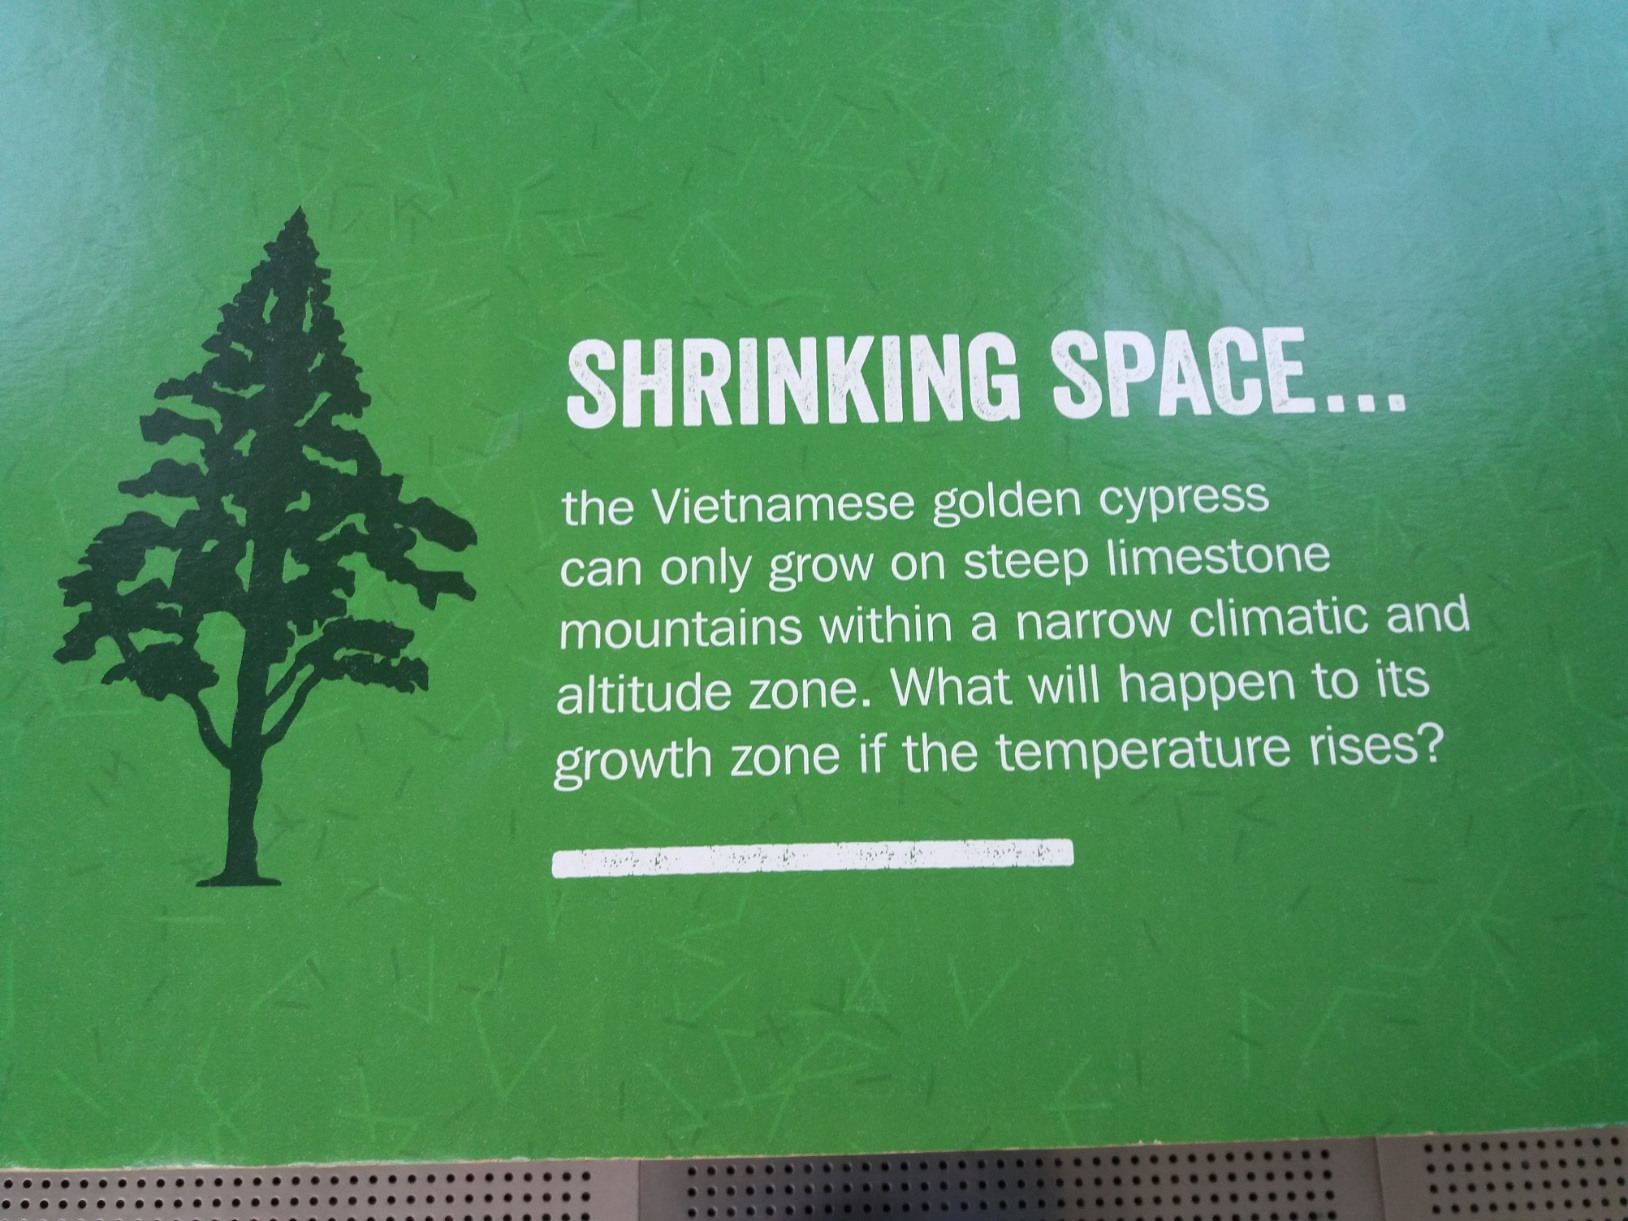 SHRINKING SPACE...
the Vietnamese golden cypress
can only grow on steep limestone
mountains within a narrow climatic and
altitude zone. What will happen to its
growth zone if the temperature rises?